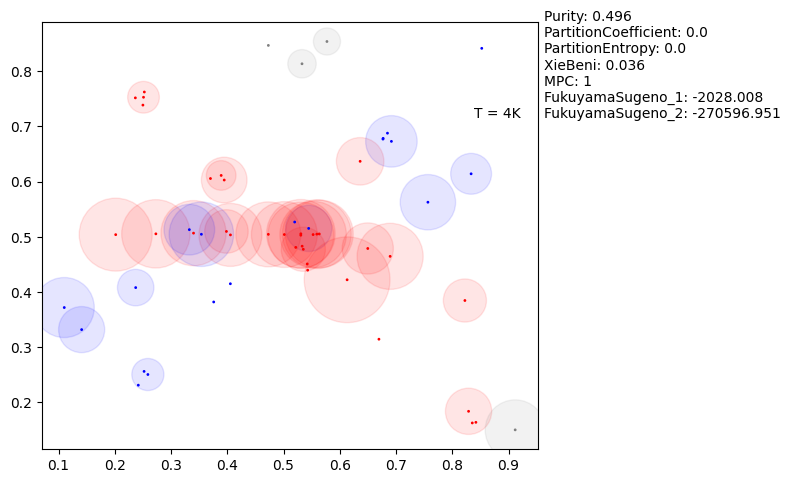 Purity: 0.496
PartitionCoefficient: 0.0
PartitionEntropy: 0.0
XieBeni: 0.036
MPC: 1
FukuyamaSugeno_1: -2028.008
FukuyamaSugeno_2: -270596.951
T = 4K
0.8
0.7
0.6
0.5
0.4
0.3
0.2
0.1 0.2 0.3 0.4 0.5 0.6 0.7 0.8 0.9